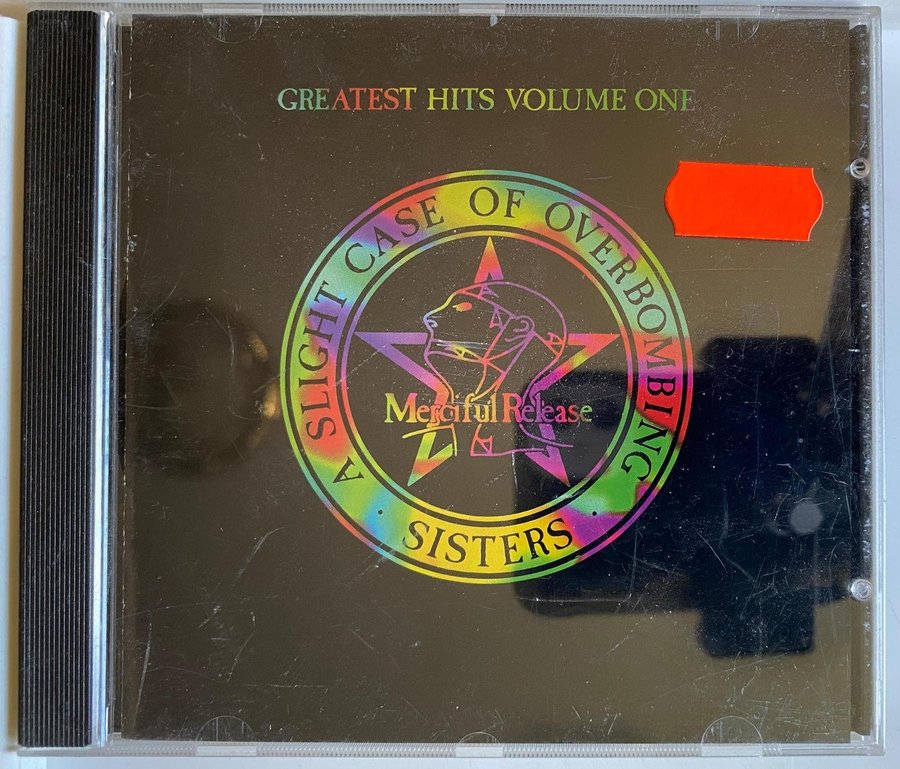 GREATEST HITS VOLUME ONE
A SLIGHT CASE OF OVERBOMBING
Merciful Release
· SISTERS ·